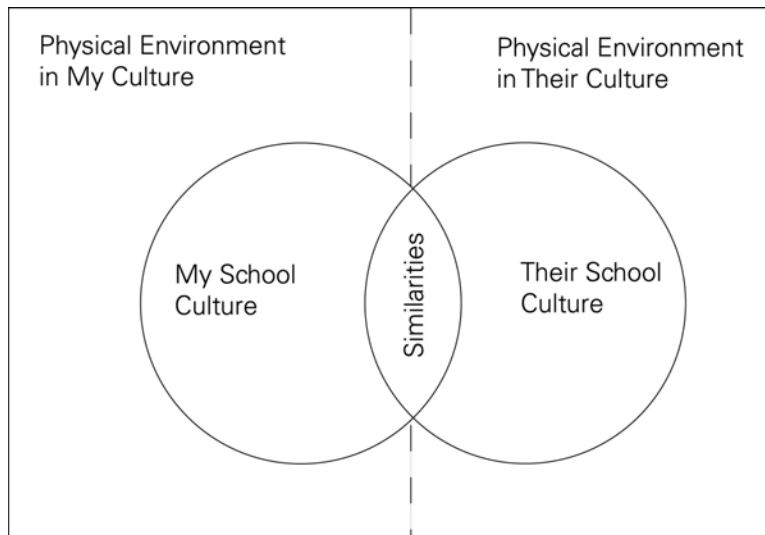 Physical Environment
in My Culture
Physical Environment
in Their Culture
My School
Culture
Similarities
Their School
Culture